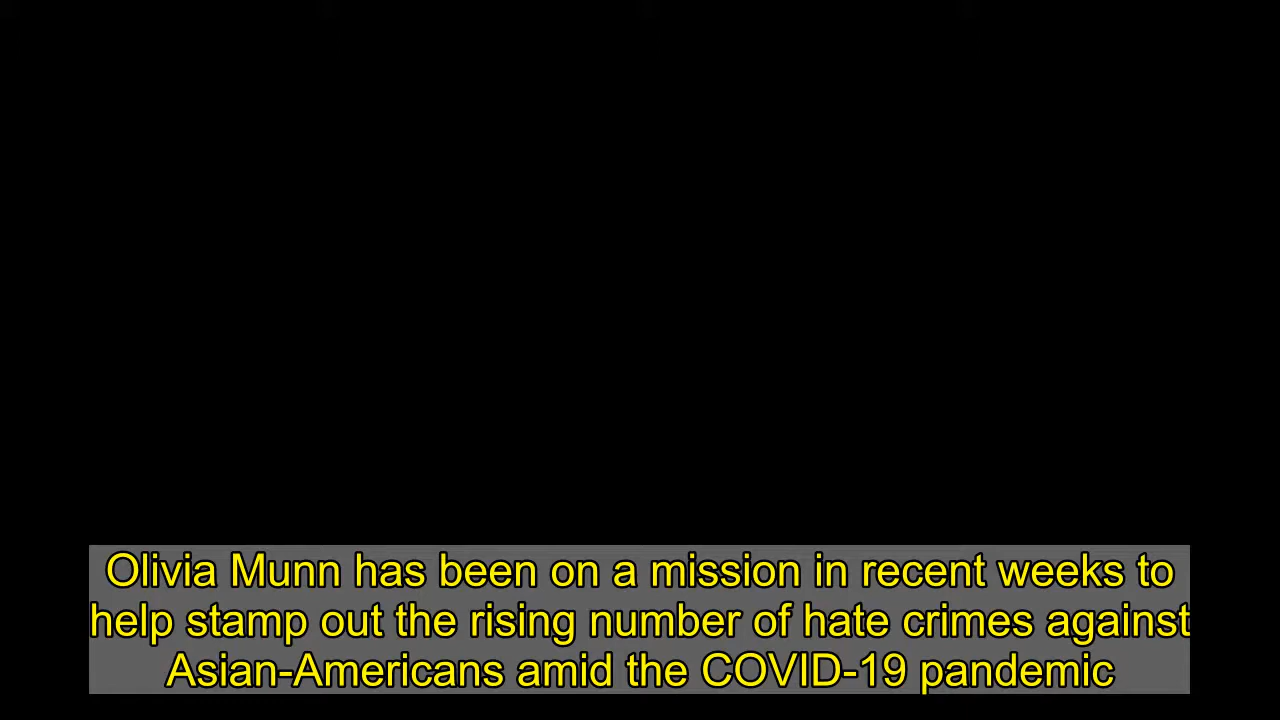 Olivia Munn has been on a mission in recent weeks to
help stamp out the rising number of hate crimes against
Asian-Americans amid the COVID-19 pandemic